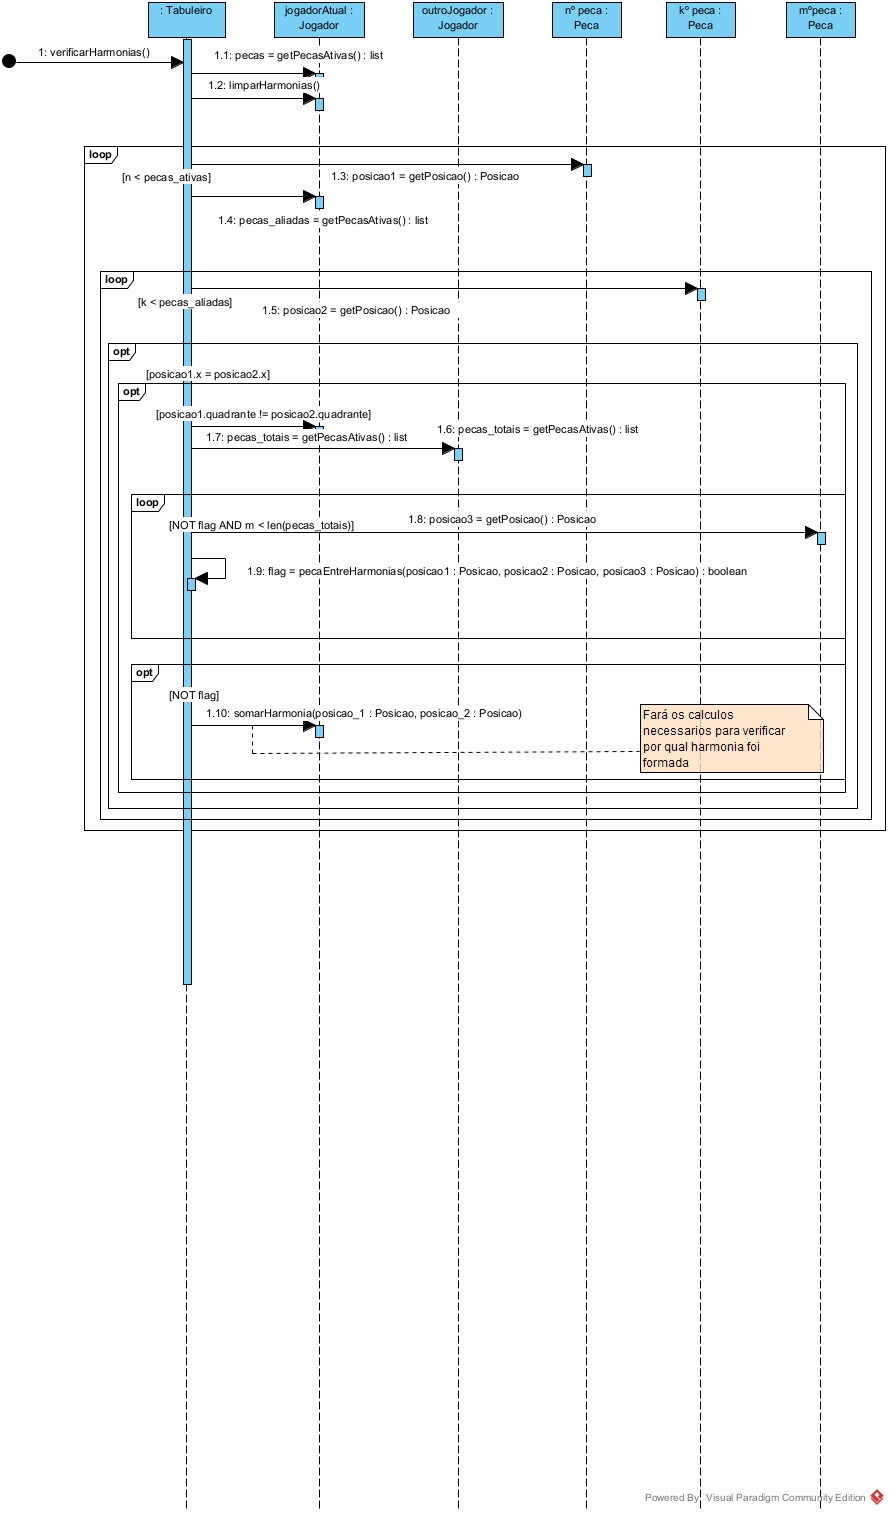 : Tabuleiro
jogadorAtual :
Jogador
outroJogador :
Jogador
nº peca :
Peca
kº peca :
Peca
mºpeca :
Peca
1: verificarHarmonias()
1.1: pecas = getPecasAtivas() : list
1.2: limparHarmonias()
loop
[n < pecas_ativas]
1.3: posicao1 = getPosicao() : Posicao
1.4: pecas_aliadas = getPecasAtivas() : list
loop
[k < pecas_aliadas]
1.5: posicao2 = getPosicao() : Posicao
opt
[posicao1.x = posicao2.x]
opt
[posicao1.quadrante != posicao2.quadrante]
1.6: pecas_totais = getPecasAtivas() : list
1.7: pecas_totais = getPecasAtivas() : list
loop
[NOT flag AND m < len(pecas_totais)]
1.8: posicao3 = getPosicao() : Posicao
1.9: flag = pecaEntreHarmonias(posicao1 : Posicao, posicao2 : Posicao, posicao3 : Posicao) : boolean
opt
[NOT flag]
1.10: somarHarmonia(posicao_1 : Posicao, posicao_2 : Posicao)
Fará os calculos
necessarios para verificar
por qual harmonia foi
formada
Powered By Visual Paradigm Community Edition